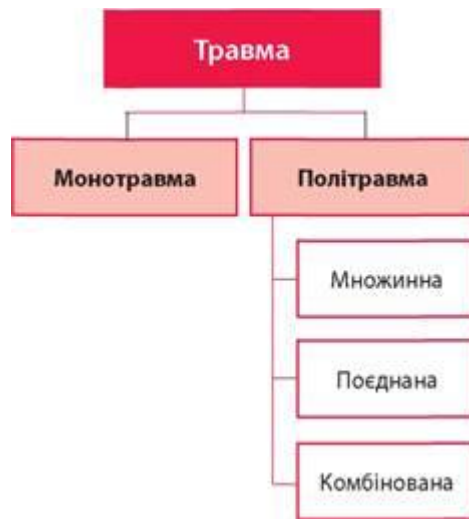 Травма
Монотравма
Політравма
Множинна
Поєднана
Комбінована